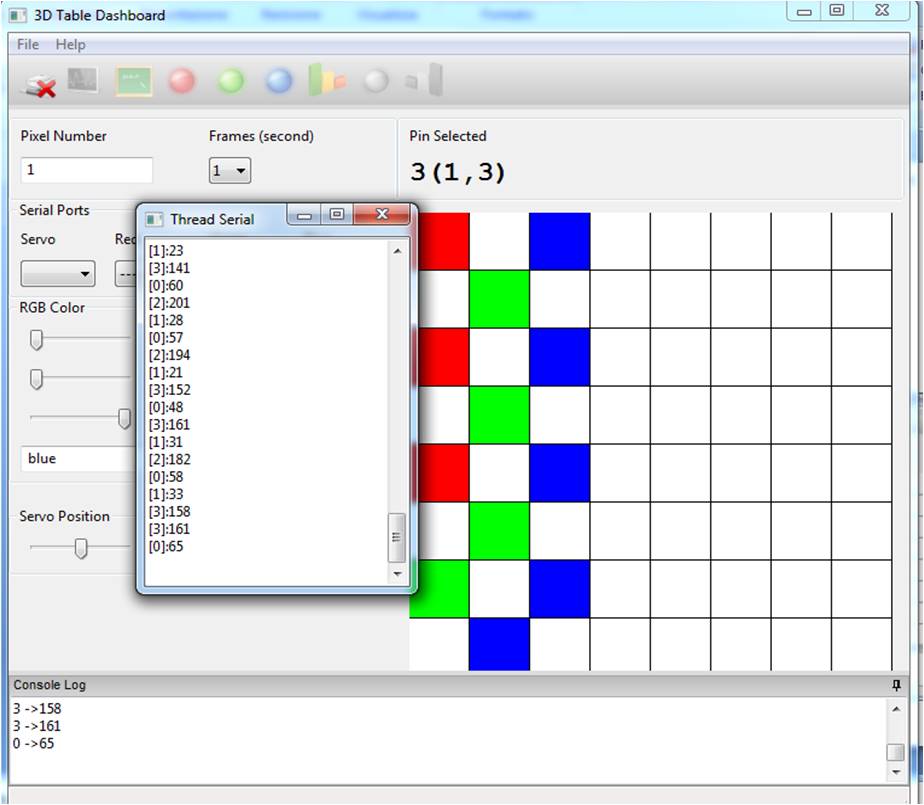 3D Table Dashboard
File Help
Pixel Number
Frames (second)
Pin Selected
1
1
3(1,3)
Serial Ports
Servo
---
RGB Color
blue
Servo Position
Thread Serial
[1]:23
[3]:141
[0]:60
[2]:201
[1]:28
[0]:57
[2]:194
[1]:21
[3]:152
[0]:48
[3]:161
[1]:31
[2]:182
[0]:58
[1]:33
[3]:158
[3]:161
[0]:65
Console Log
3 ->158
3 ->161
0 ->65